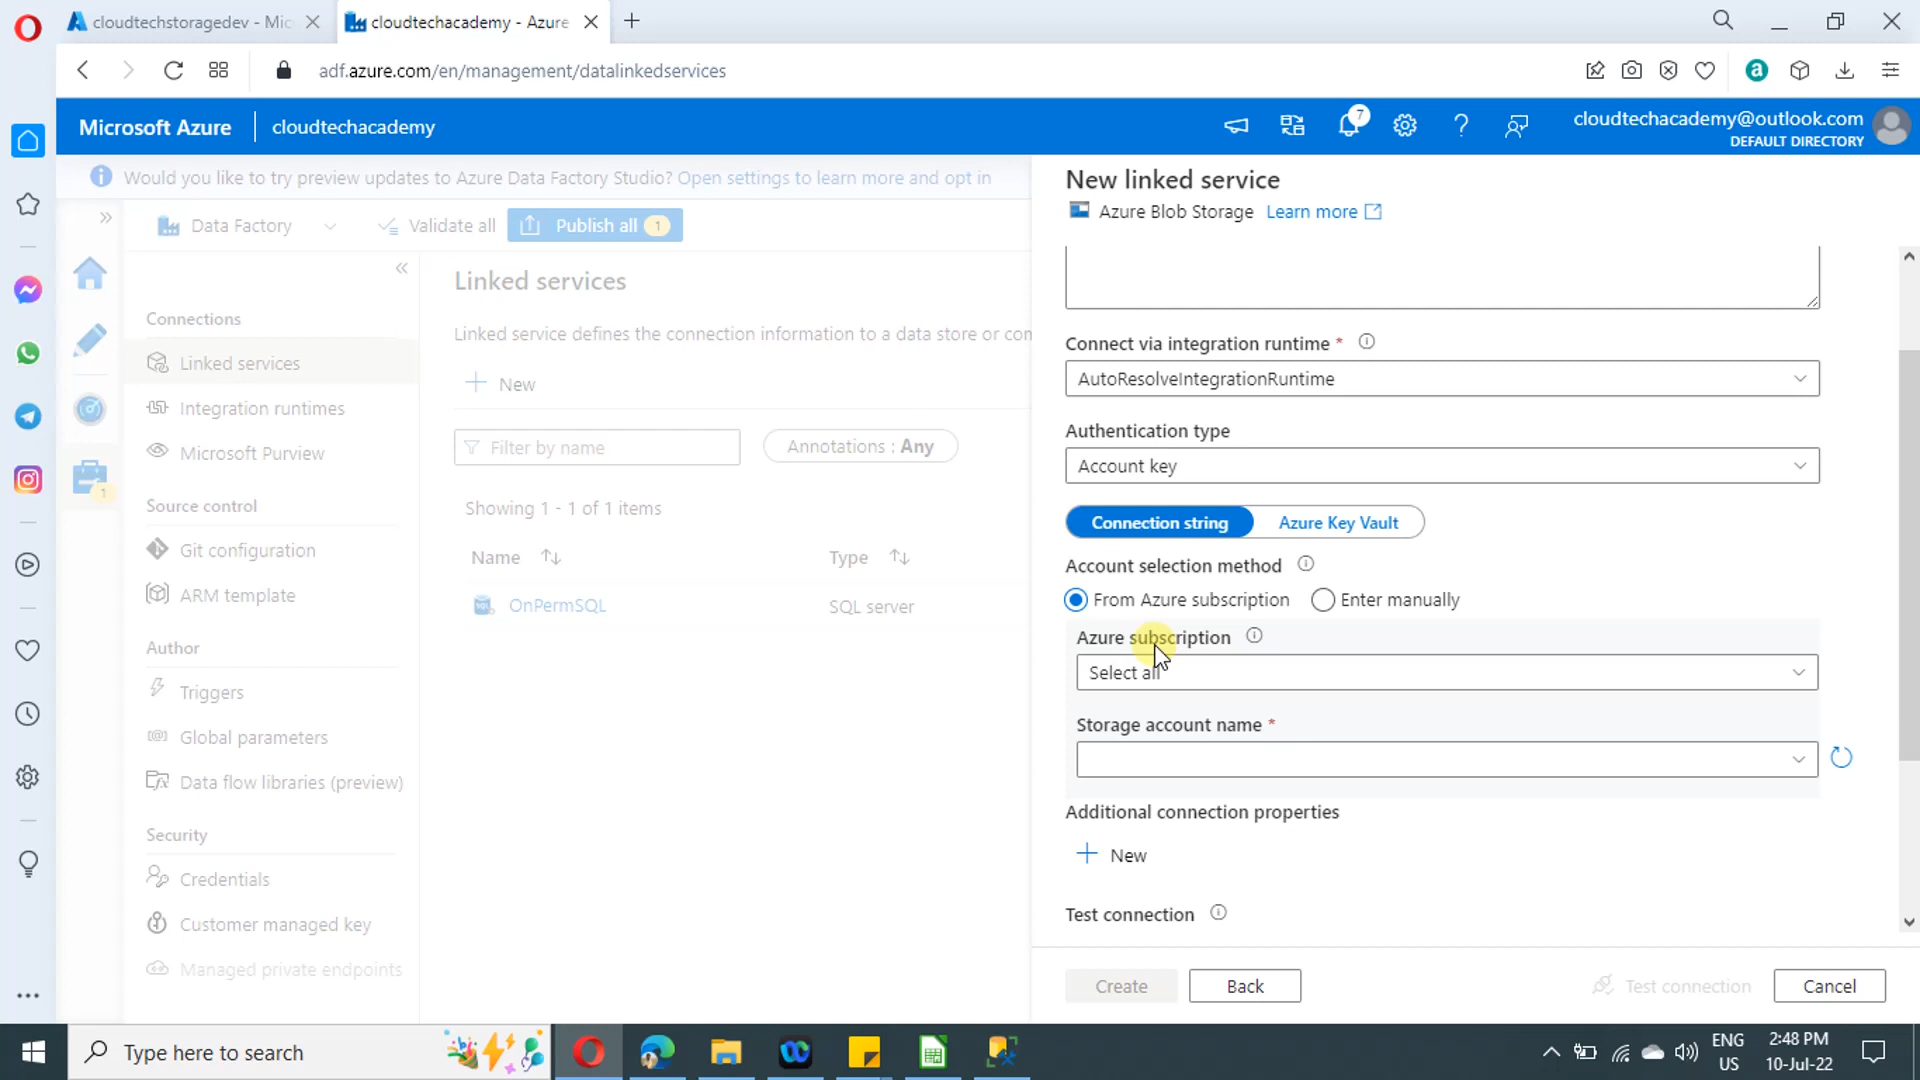 cloudtechstoragedev - Mic
cloudtechacademy - Azure
adf.azure.com/en/management/datalinkedservices
a
Microsoft Azure
cloudtechacademy
7
cloudtechacademy@outlook.com
DEFAULT DIRECTORY
Would you like to try preview updates to Azure Data Factory Studio? Open settings to learn more and opt in
Data Factory
Validate all
Publish all 1
Connections
Linked services
Integration runtimes
Microsoft Purview
Source control
Git configuration
ARM template
Author
Triggers
Global parameters
Data flow libraries (preview)
Security
Credentials
Customer managed key
Managed private endpoints
1
Linked services
Linked service defines the connection information to a data store or com
New
Filter by name
Annotations : Any
Showing 1 - 1 of 1 items
Name
Type
OnPermSQL
SQL server
New linked service
Azure Blob Storage Learn more
Connect via integration runtime *
AutoResolveIntegrationRuntime
Authentication type
Account key
Connection string
Azure Key Vault
Account selection method
From Azure subscription
Enter manually
Azure subscription
Select all
Storage account name *
Additional connection properties
New
Test connection
Create
Back
Test connection
Cancel
Type here to search
ENG
US
2:48 PM
10-Jul-22